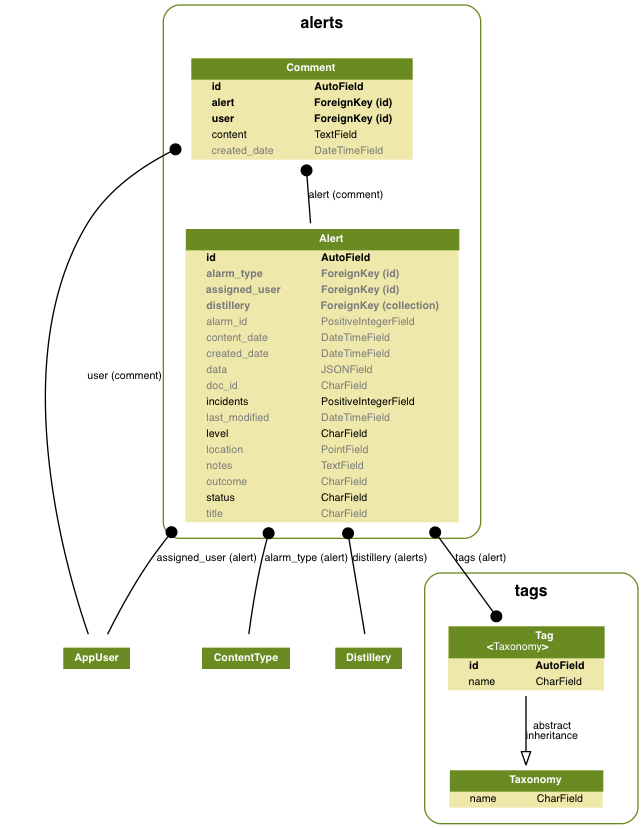 alerts
Comment
id AutoField
alert ForeignKey (id)
user ForeignKey (id)
content TextField
created_date DateTimeField
alert (comment)
Alert
id AutoField
alarm_type ForeignKey (id)
assigned_user ForeignKey (id)
distillery ForeignKey (collection)
alarm_id PositiveIntegerField
content_date DateTimeField
created_date DateTimeField
data JSONField
doc_id CharField
incidents PositiveIntegerField
last_modified DateTimeField
level CharField
location PointField
notes TextField
outcome CharField
status CharField
title CharField
user (comment)
assigned_user (alert) alarm_type (alert) distillery (alerts) tags (alert)
AppUser ContentType Distillery
tags
Tag
<Taxonomy>
id AutoField
name CharField
abstract
inheritance
Taxonomy
name CharField